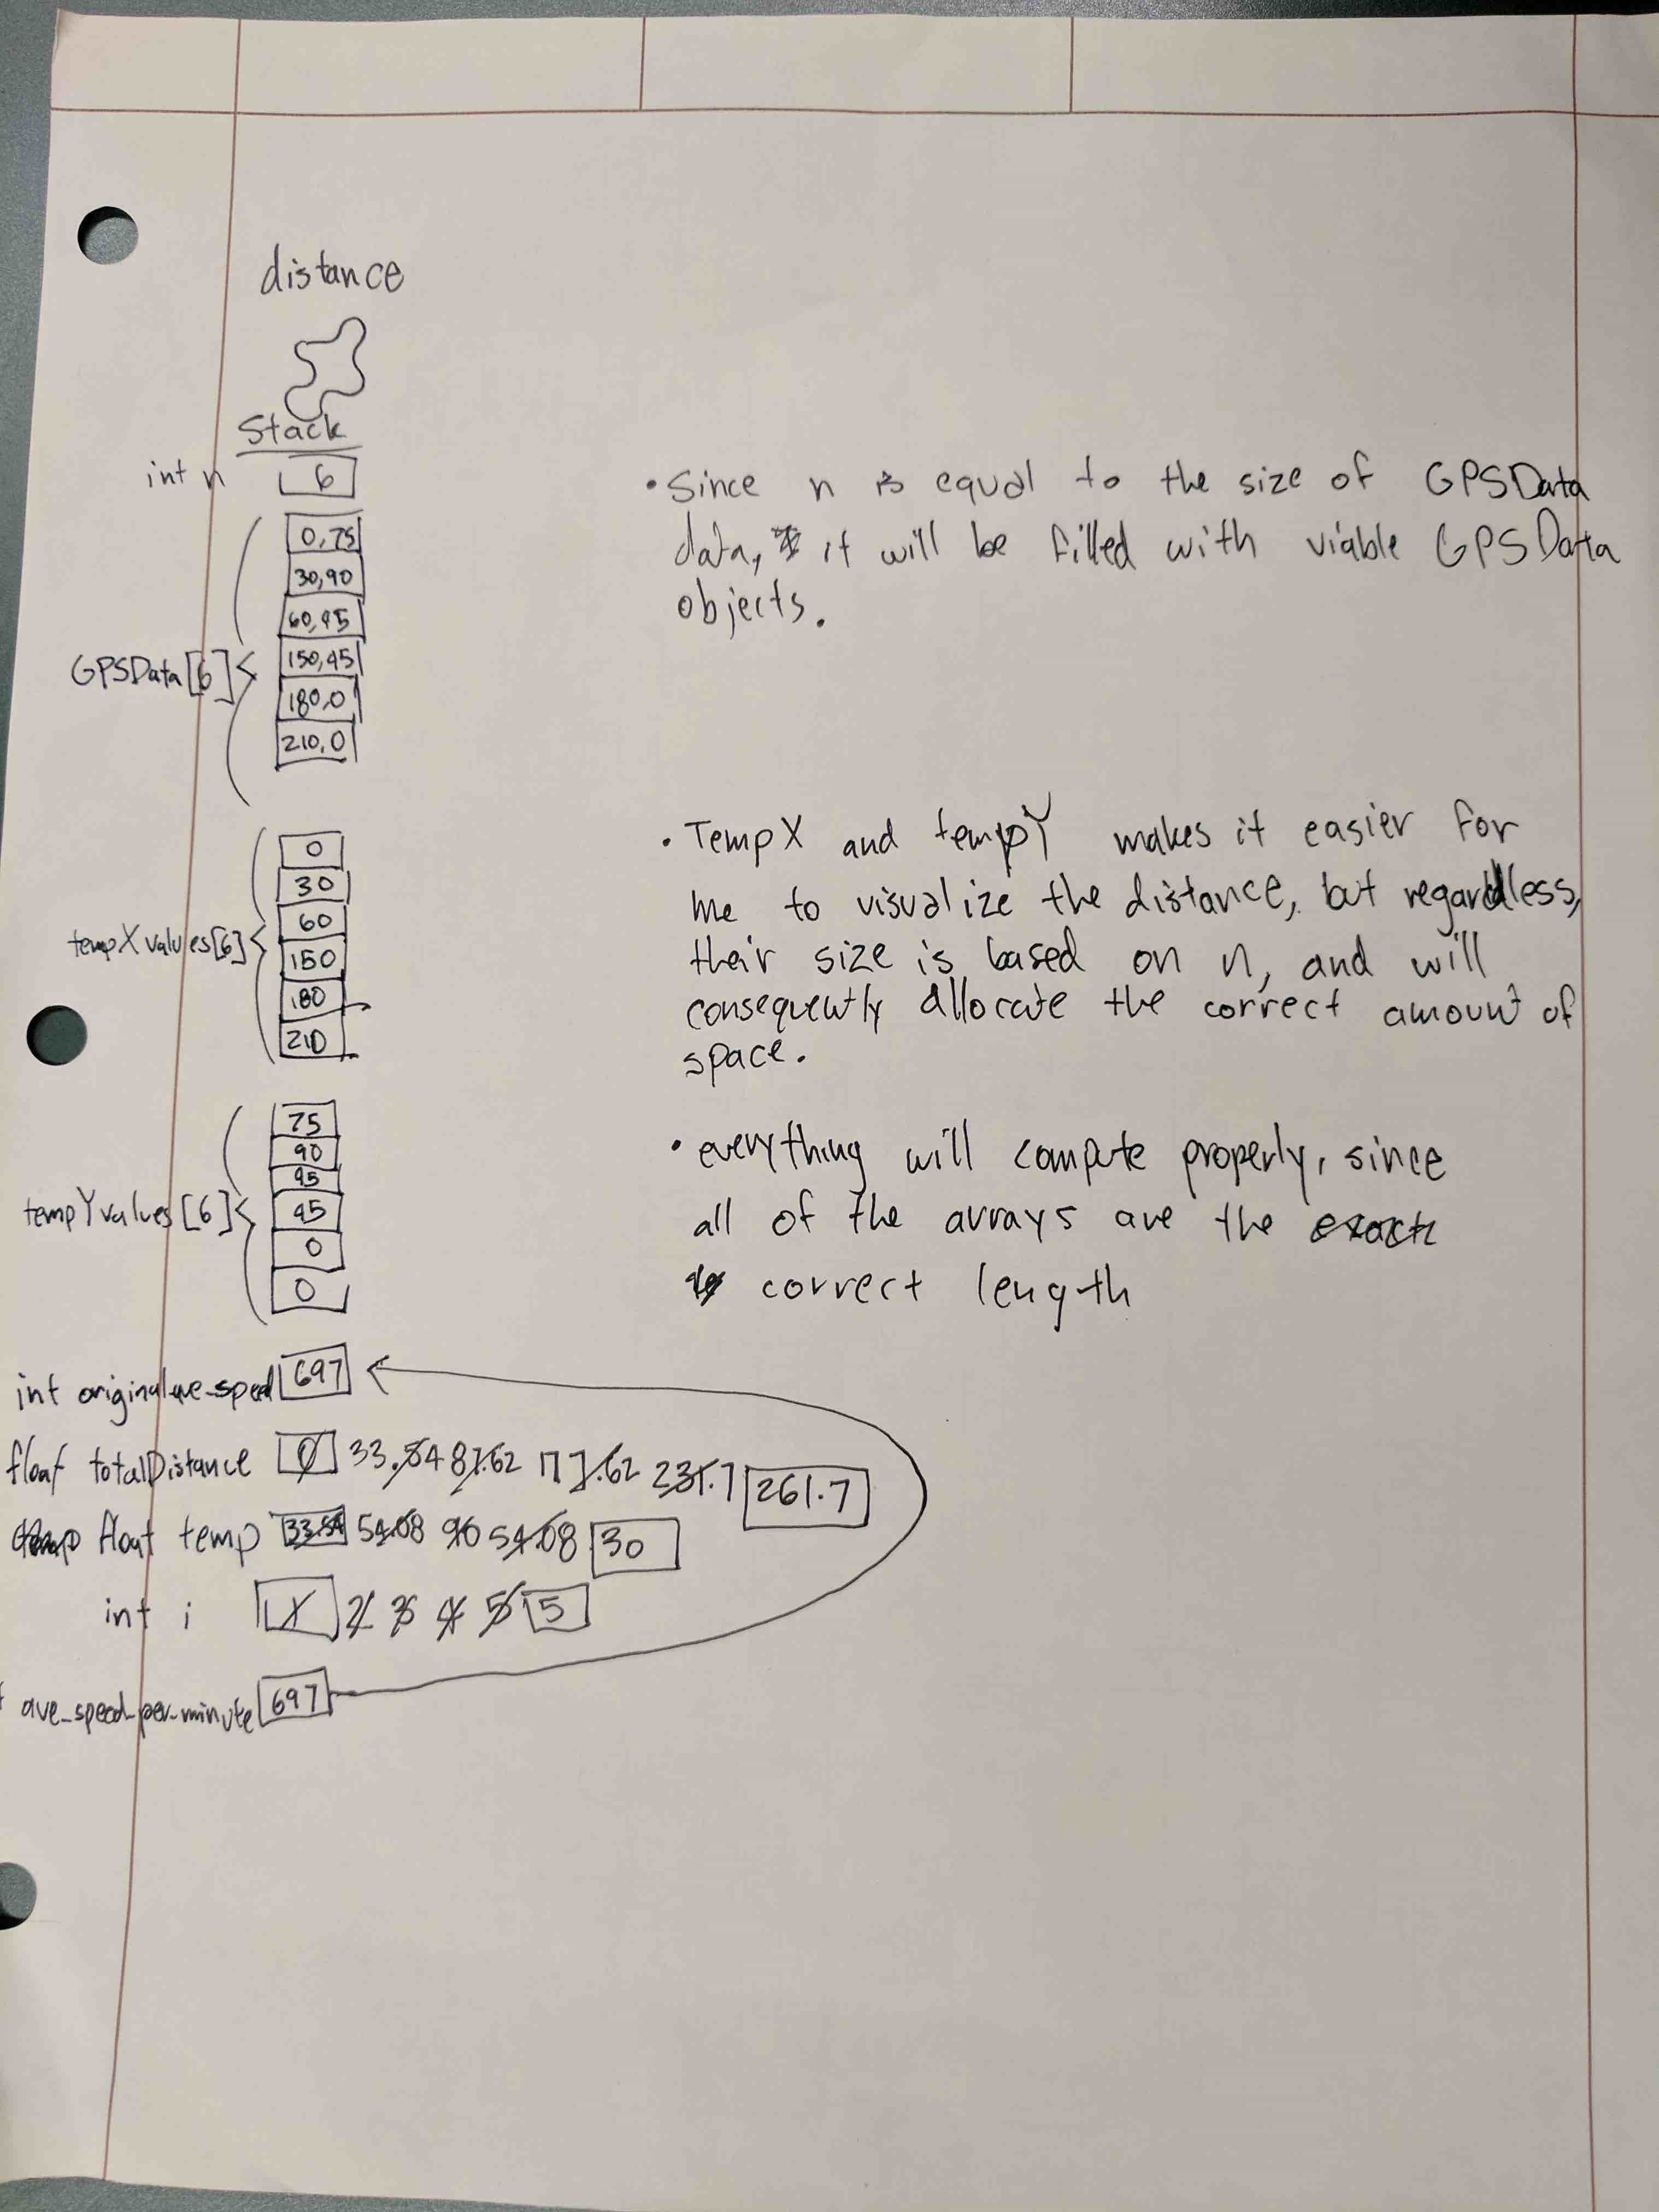 distance
Stack
int n 6
GPSData[6]
0,75
30,90
60,45
150,45
180,0
210,0
• Since n is equal to the size of GPSData
data, it will be filled with viable GPSData
objects.
tempXvalues[6]
0
30
60
150
180
210
• TempX and tempY makes it easier for
me to visualize the distance, but regardless,
their size is based on n, and will
consequently allocate the correct amount of
space.
tempYvalues[6]
75
90
45
45
0
0
• everything will compute properly, since
all of the arrays are the exact
correct length
int originalave_speed 697
float totalDistance 0 33.54 87.62 177.62 231.7 261.7
float temp 33.54 54.08 90 54.08 30
int i 1 2 3 4 5 5
ave_speed_per_minute 697